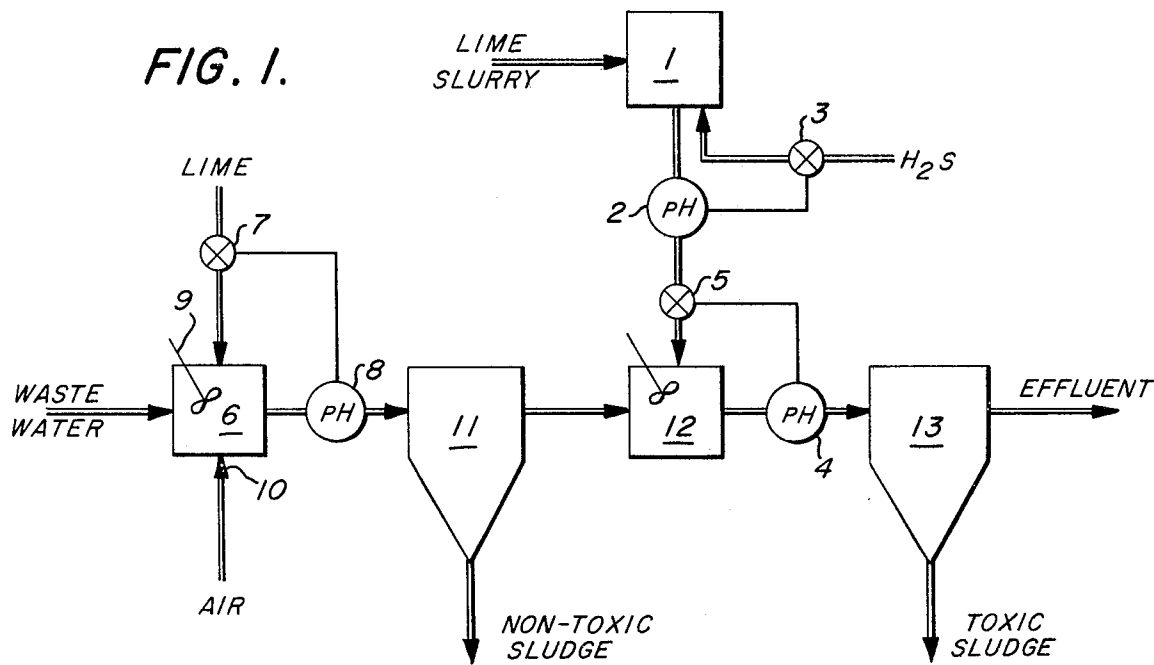 FIG. 1.
LIME
SLURRY
1
3
H2S
2
PH
LIME
7
5
9
8
WASTE
WATER
6
PH
11
12
PH
4
13
EFFLUENT
10
AIR
NON-TOXIC
SLUDGE
TOXIC
SLUDGE